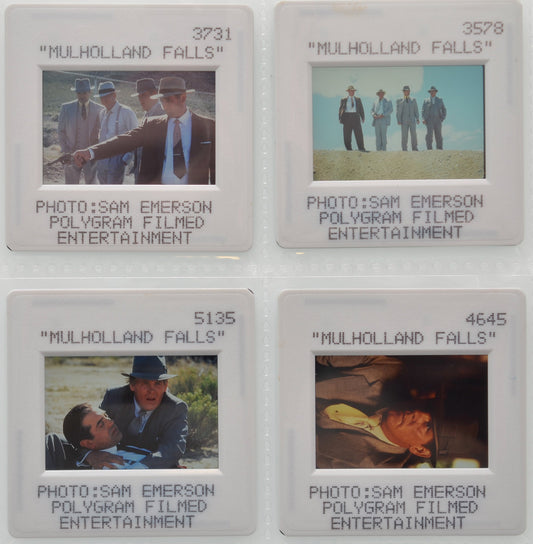 3731
"MULHOLLAND FALLS"
PHOTO:SAM EMERSON
POLYGRAM FILMED
ENTERTAINMENT
3578
"MULHOLLAND FALLS"
PHOTO:SAM EMERSON
POLYGRAM FILMED
ENTERTAINMENT
5135
"MULHOLLAND FALLS"
PHOTO:SAM EMERSON
POLYGRAM FILMED
ENTERTAINMENT
4645
"MULHOLLAND FALLS"
PHOTO:SAM EMERSON
POLYGRAM FILMED
ENTERTAINMENT